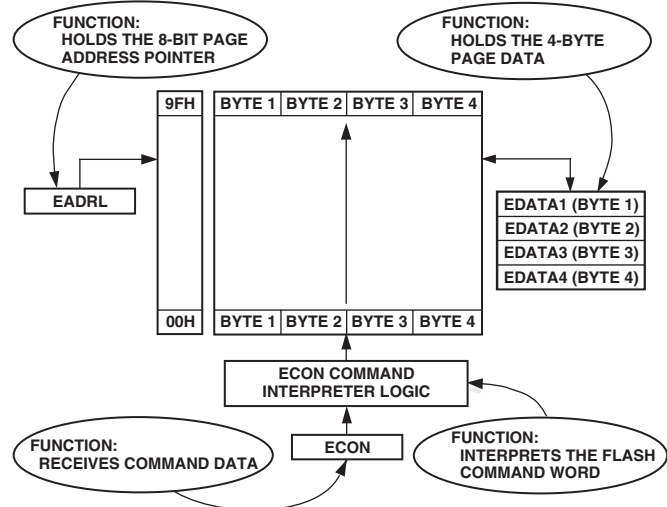 FUNCTION:
HOLDS THE 8-BIT PAGE
ADDRESS POINTER
FUNCTION:
HOLDS THE 4-BYTE
PAGE DATA
9FH
BYTE 1 BYTE 2 BYTE 3 BYTE 4
EADRL
EDATA1 (BYTE 1)
EDATA2 (BYTE 2)
EDATA3 (BYTE 3)
EDATA4 (BYTE 4)
00H
BYTE 1 BYTE 2 BYTE 3 BYTE 4
ECON COMMAND
INTERPRETER LOGIC
FUNCTION:
RECEIVES COMMAND DATA
ECON
FUNCTION:
INTERPRETS THE FLASH
COMMAND WORD